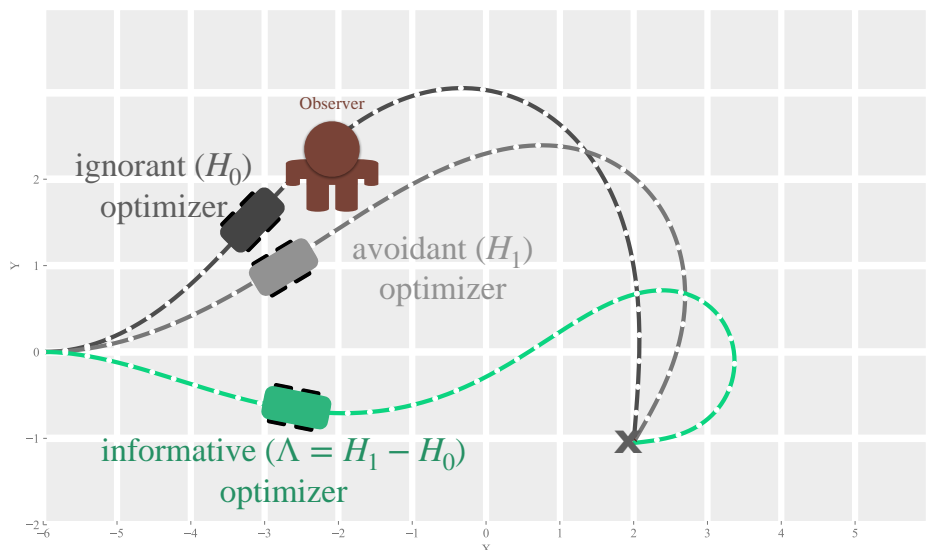 Observer
ignorant (H₀)
optimizer
avoidant (H₁)
optimizer
informative (Λ = H₁ − H₀)
optimizer
Y
2
1
0
−1
−2
−6
−5
−4
−3
−2
−1
0
1
2
3
4
5
X